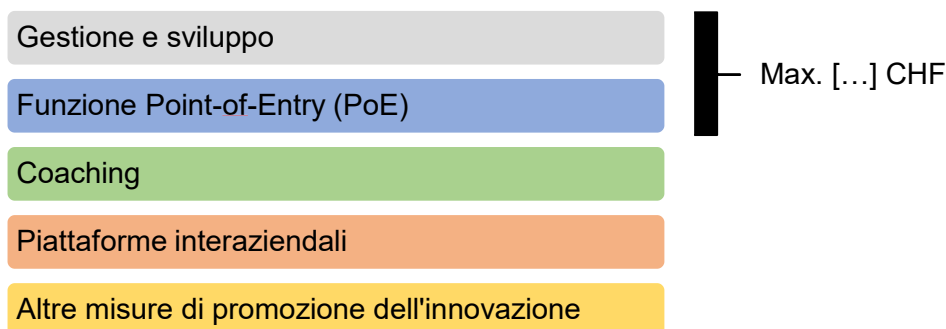 Gestione e sviluppo
Max. […] CHF
Funzione Point-of-Entry (PoE)
Coaching
Piattaforme interaziendali
Altre misure di promozione dell'innovazione